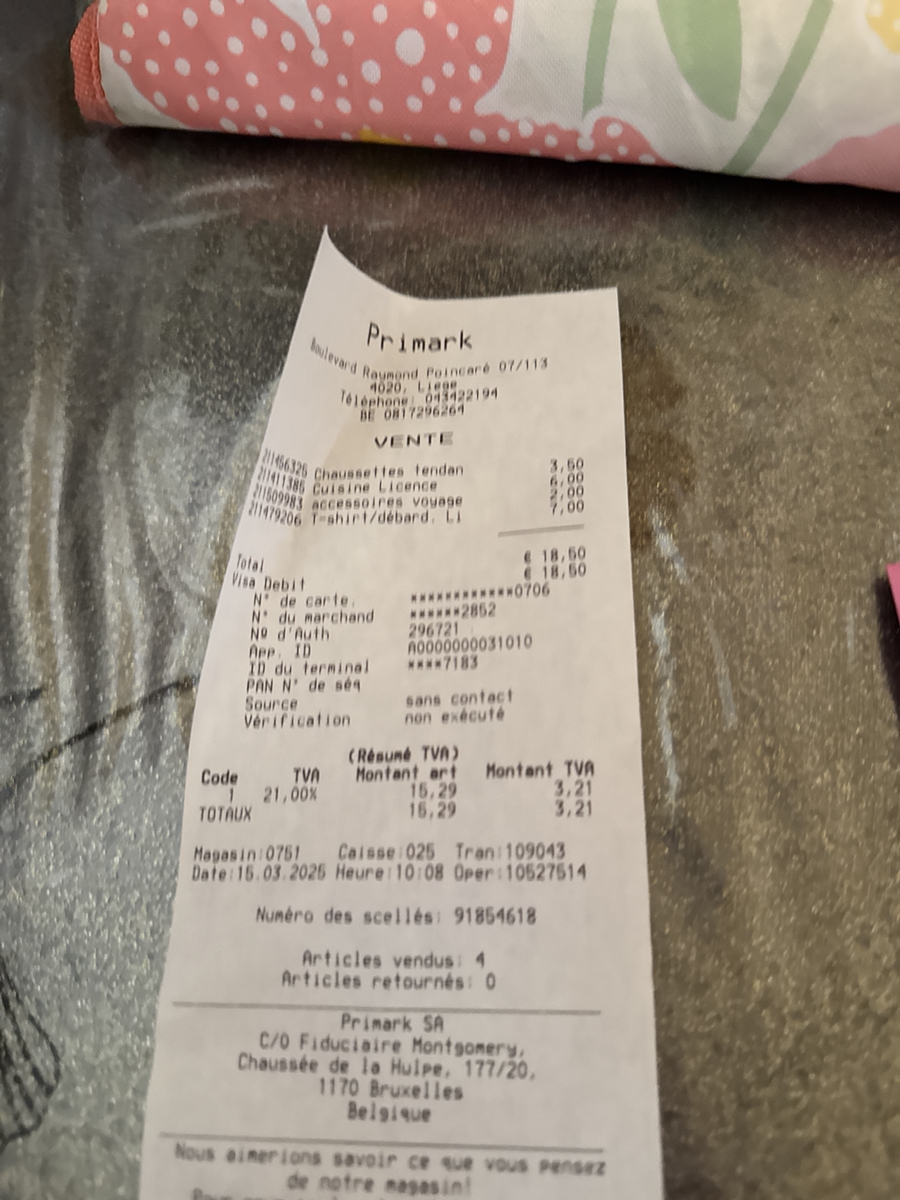 Primark
Boulevard Raymond Poincaré 07/113
4020, Liege
Téléphone: 043422194
BE 0817296264
VENTE
211456325 Chaussettes tendan 3,50
211411385 Cuisine Licence 6,00
211509983 accessoires voyage 2,00
211479206 T-shirt/débard. Li 7,00
Total € 18,50
Visa Debit € 18,50
N° de carte. ************0706
N° du marchand ******2852
Nº d'Auth 296721
App. ID A0000000031010
ID du terminal ****7183
PAN N° de séq
Source sans contact
Vérification non exécuté
(Résumé TVA)
Code TVA Montant art Montant TVA
1 21,00% 15,29 3,21
TOTAUX 15,29 3,21
Magasin:0751 Caisse:025 Tran:109043
Date:15.03.2025 Heure:10:08 Oper:10527514
Numéro des scellés: 91854618
Articles vendus: 4
Articles retournés: 0
Primark SA
C/O Fiduciaire Montgomery,
Chaussée de la Hulpe, 177/20,
1170 Bruxelles
Belgique
Nous aimerions savoir ce que vous pensez
de notre magasin!